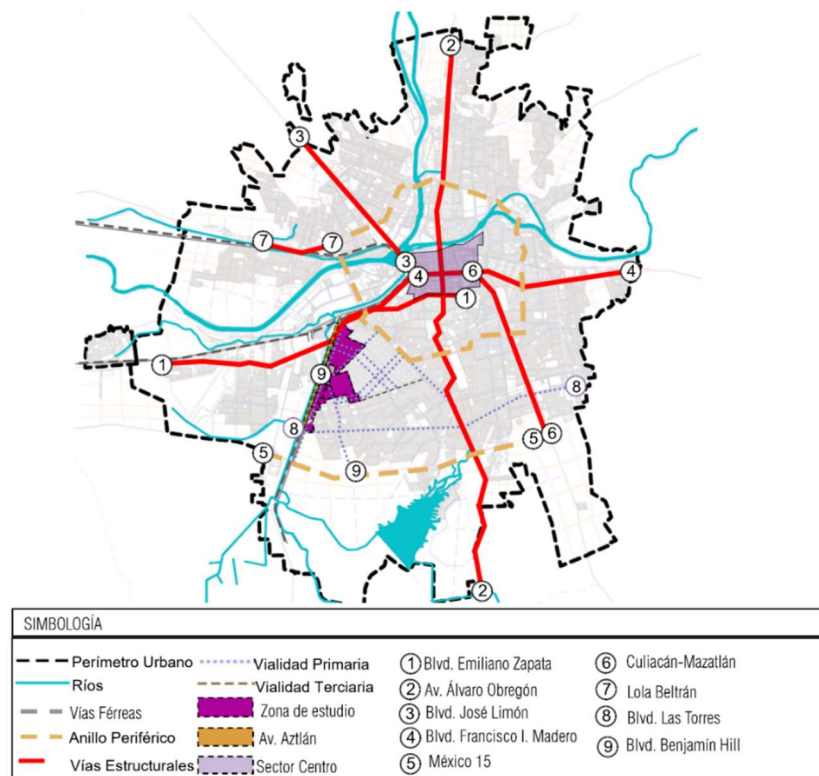 2
3
7
7
3
4
6
4
1
1
9
8
8
5
5
6
9
2
SIMBOLOGÍA
Perímetro Urbano
Ríos
Vías Férreas
Anillo Periférico
Vías Estructurales
Vialidad Primaria
Vialidad Terciaria
Zona de estudio
Av. Aztlán
Sector Centro
1 Blvd. Emiliano Zapata
2 Av. Álvaro Obregón
3 Blvd. José Limón
4 Blvd. Francisco I. Madero
5 México 15
6 Culiacán-Mazatlán
7 Lola Beltrán
8 Blvd. Las Torres
9 Blvd. Benjamín Hill